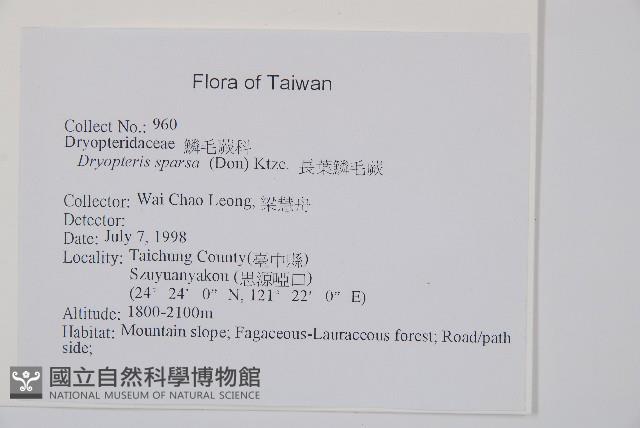 Flora of Taiwan
Collect No.: 960
Dryopteridaceae 鱗毛蕨科
Dryopteris sparsa (Don) Ktze. 長葉鱗毛蕨
Collector: Wai Chao Leong, 梁慧舟
Detector:
Date: July 7, 1998
Locality: Taichung County(臺中縣)
Szuyuanyakou (思源啞口)
(24° 24' 0" N, 121° 22' 0" E)
Altitude: 1800-2100m
Habitat: Mountain slope; Fagaceous-Lauraceous forest; Road/path
side;
國立自然科學博物館
NATIONAL MUSEUM OF NATURAL SCIENCE